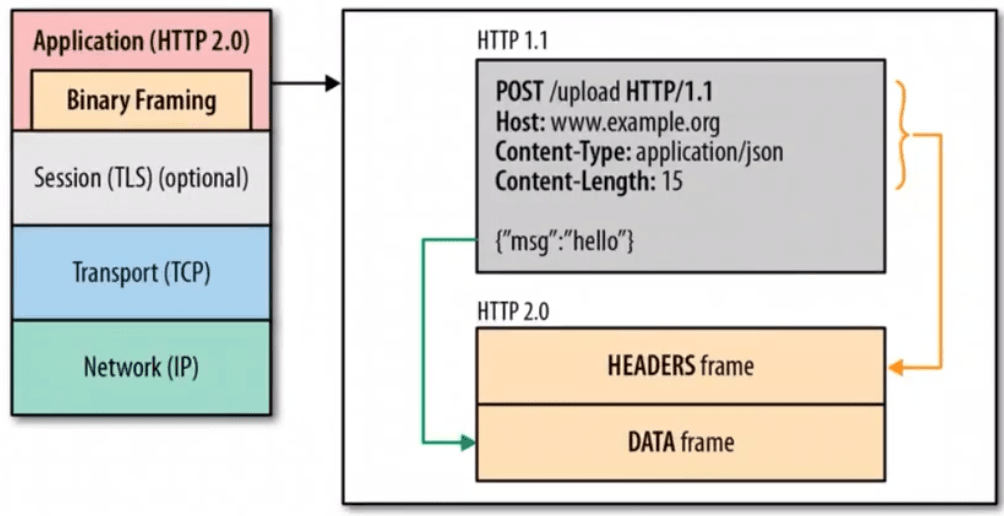 Application (HTTP 2.0)
Binary Framing
Session (TLS) (optional)
Transport (TCP)
Network (IP)
HTTP 1.1
POST /upload HTTP/1.1
Host: www.example.org
Content-Type: application/json
Content-Length: 15
{”msg”:”hello”}
HTTP 2.0
HEADERS frame
DATA frame